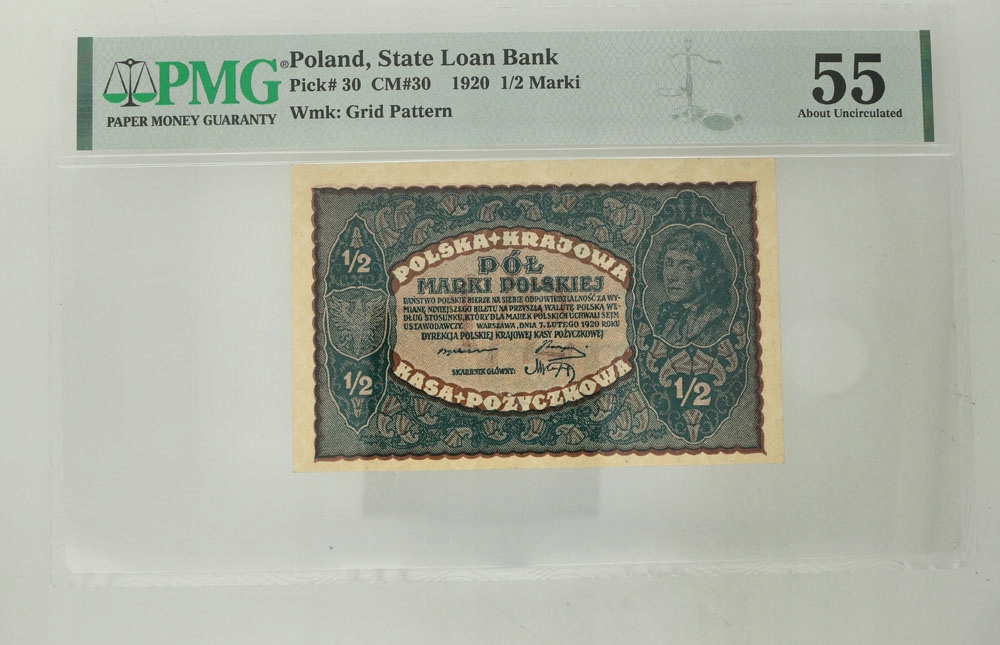 PMG®
PAPER MONEY GUARANTY
Poland, State Loan Bank
Pick# 30 CM#30 1920 1/2 Marki
Wmk: Grid Pattern
55
About Uncirculated
POLSKA+KRAJOWA
1/2
PÓŁ
MARKI POLSKIEJ
PAŃSTWO POLSKIE BIERZE NA SIEBIE ODPOWIEDZIALNOŚĆ ZA WY-
MIANĘ NINIEJSZEGO BILETU NA PRZYSZŁĄ WALUTĘ POLSKĄ WE-
DŁUG STOSUNKU, KTÓRY DLA MAREK POLSKICH UCHWALI SEJM
USTAWODAWCZY. WARSZAWA, DNIA 7. LUTEGO 1920 ROKU
DYREKCJA POLSKIEJ KRAJOWEJ KASY POŻYCZKOWEJ
SKARBNIK GŁÓWNY:
1/2
1/2
KASA+POŻYCZKOWA